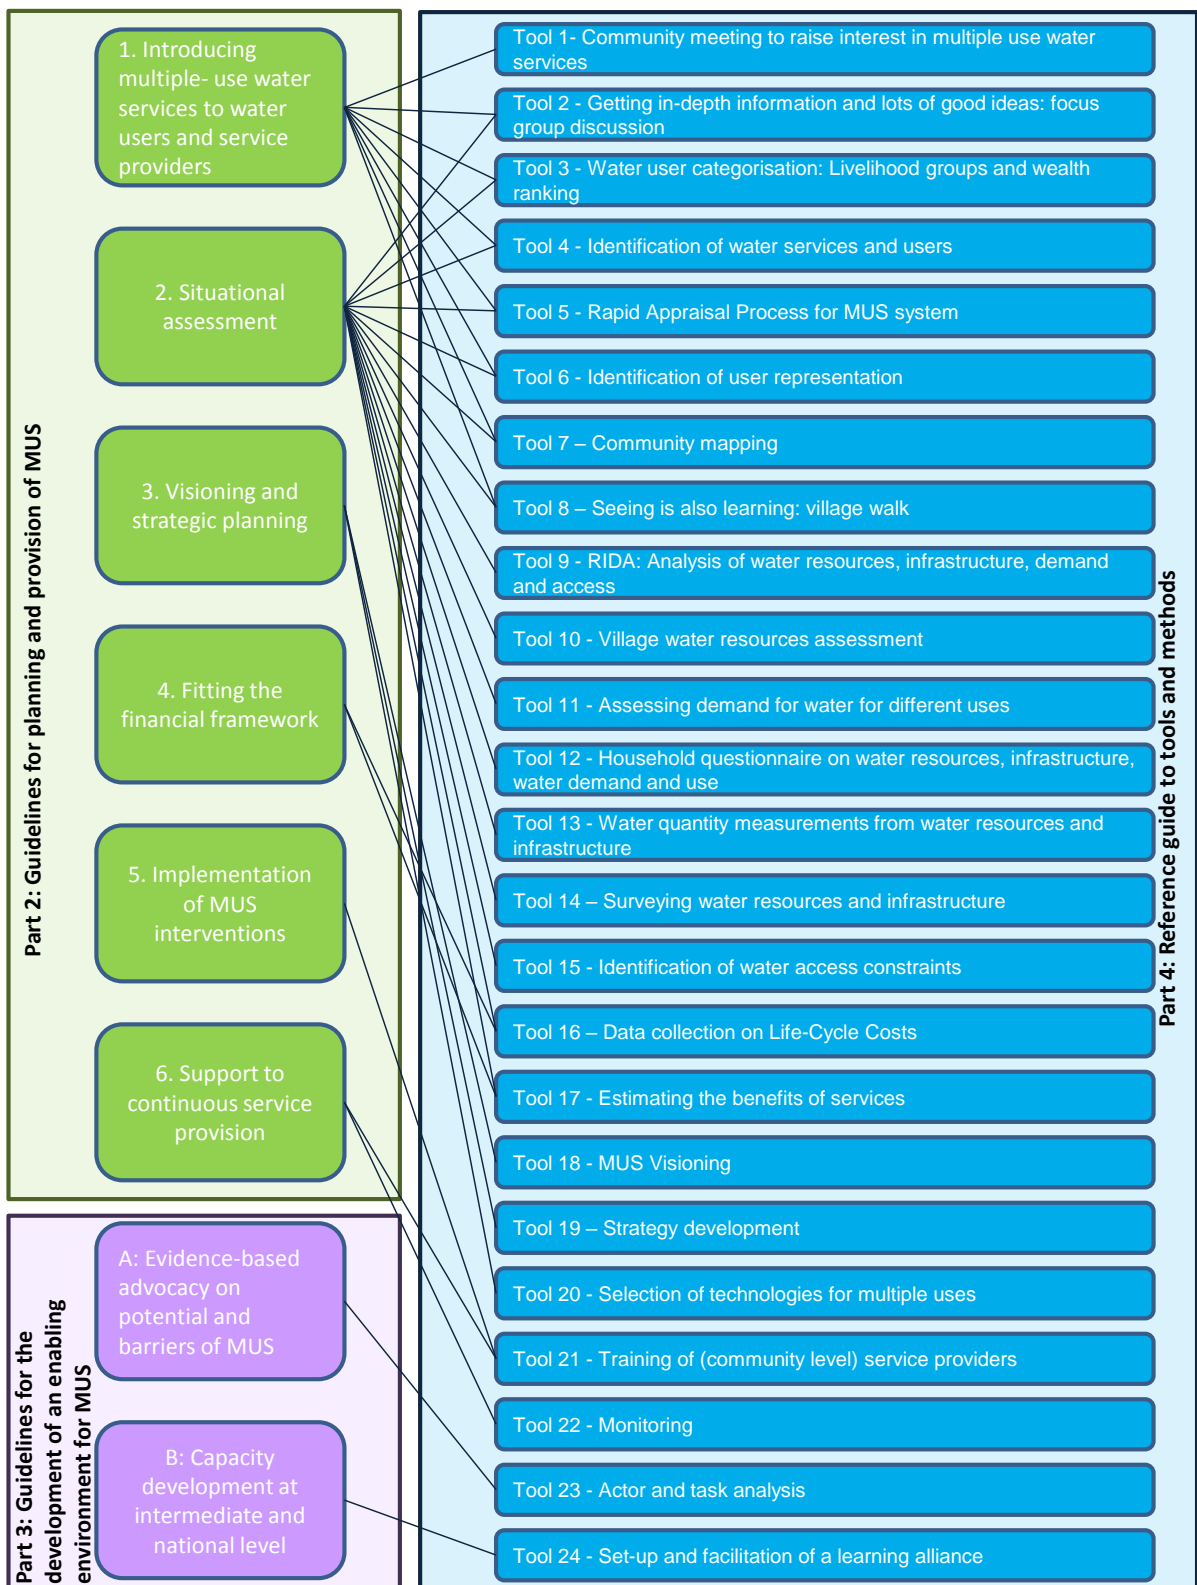 Part 2: Guidelines for planning and provision of MUS
1. Introducing
multiple- use water
services to water
users and service
providers
2. Situational
assessment
3. Visioning and
strategic planning
4. Fitting the
financial framework
5. Implementation
of MUS
interventions
6. Support to
continuous service
provision
Part 3: Guidelines for the
development of an enabling
environment for MUS
A: Evidence-based
advocacy on
potential and
barriers of MUS
B: Capacity
development at
intermediate and
national level
Tool 1- Community meeting to raise interest in multiple use water
services
Tool 2 - Getting in-depth information and lots of good ideas: focus
group discussion
Tool 3 - Water user categorisation: Livelihood groups and wealth
ranking
Tool 4 - Identification of water services and users
Tool 5 - Rapid Appraisal Process for MUS system
Tool 6 - Identification of user representation
Tool 7 – Community mapping
Tool 8 – Seeing is also learning: village walk
Tool 9 - RIDA: Analysis of water resources, infrastructure, demand
and access
Tool 10 - Village water resources assessment
Tool 11 - Assessing demand for water for different uses
Tool 12 - Household questionnaire on water resources, infrastructure,
water demand and use
Tool 13 - Water quantity measurements from water resources and
infrastructure
Tool 14 – Surveying water resources and infrastructure
Tool 15 - Identification of water access constraints
Tool 16 – Data collection on Life-Cycle Costs
Tool 17 - Estimating the benefits of services
Tool 18 - MUS Visioning
Tool 19 – Strategy development
Tool 20 - Selection of technologies for multiple uses
Tool 21 - Training of (community level) service providers
Tool 22 - Monitoring
Tool 23 - Actor and task analysis
Tool 24 - Set-up and facilitation of a learning alliance
Part 4: Reference guide to tools and methods